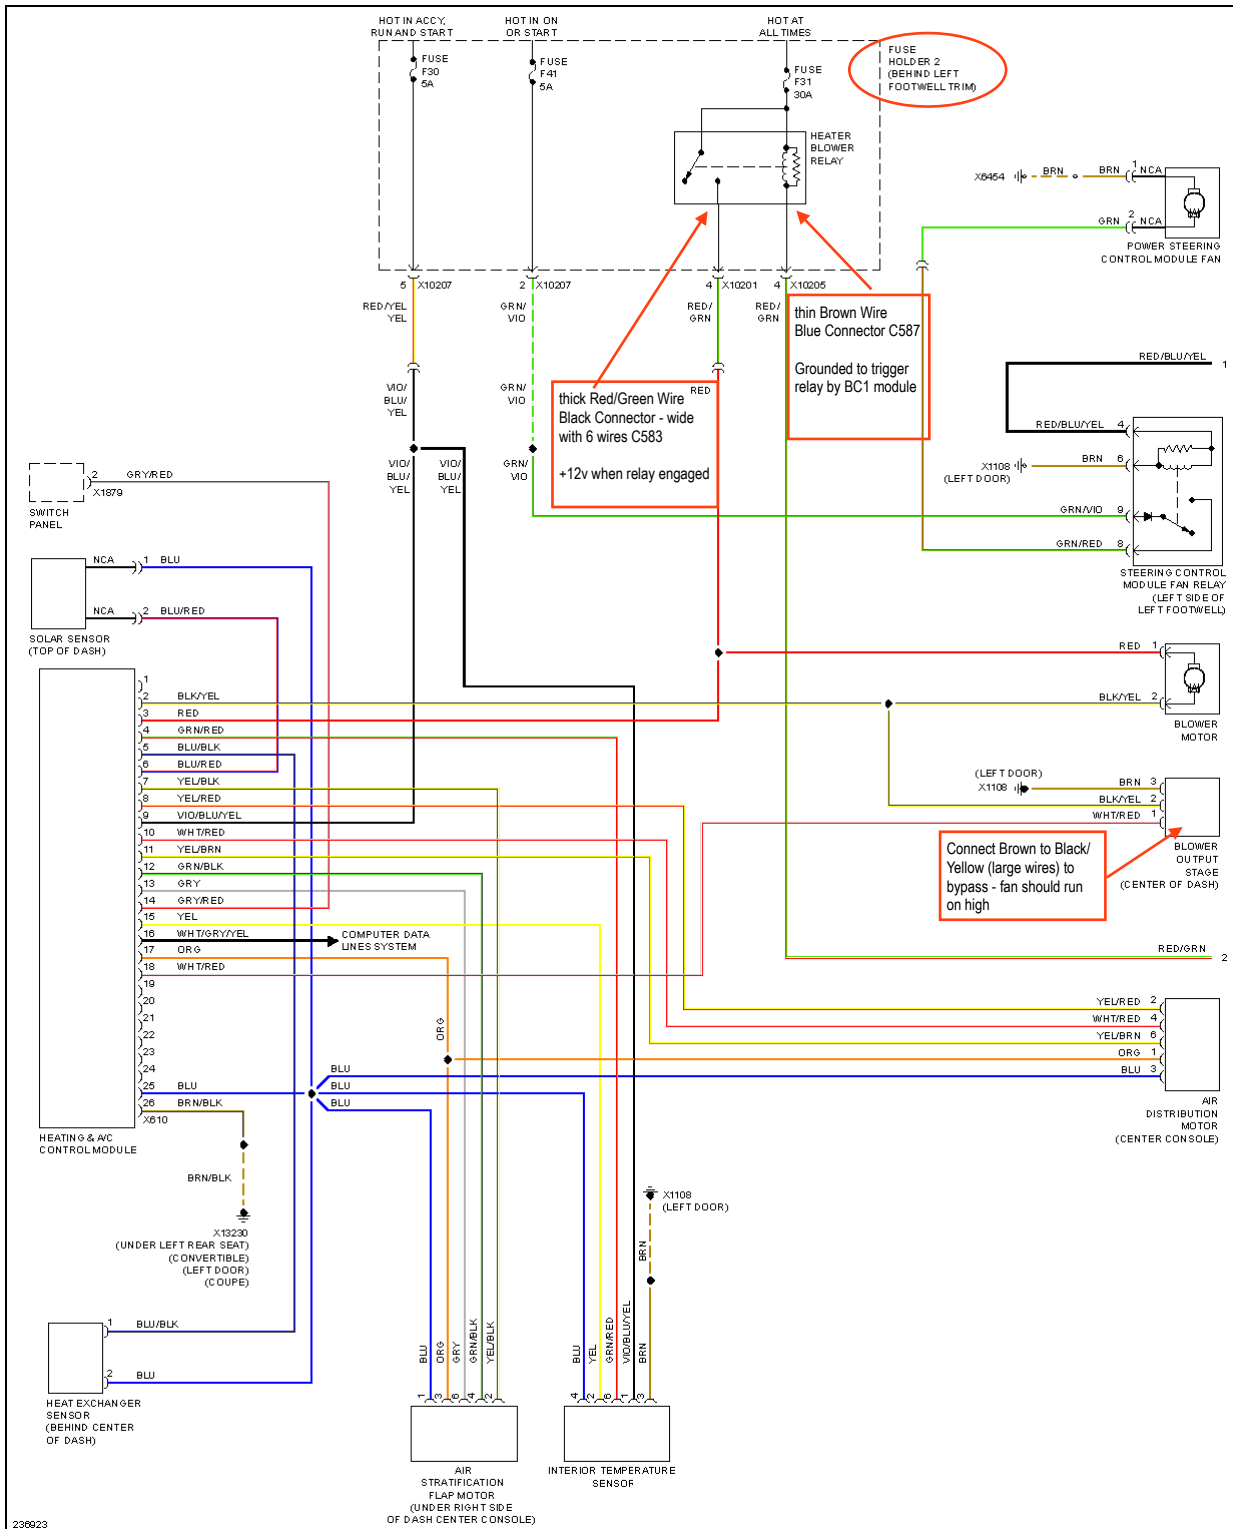 HOT IN ACCY,
RUN AND START
HOT IN ON
OR START
HOT AT
ALL TIMES
FUSE
F30
5A
FUSE
F41
5A
FUSE
F31
30A
FUSE
HOLDER 2
(BEHIND LEFT
FOOTWELL TRIM)
HEATER
BLOWER
RELAY
X6454
BRN
BRN
1
NCA
GRN
2
NCA
POWER STEERING
CONTROL MODULE FAN
5
X10207
2
X10207
4
X10201
4
X10205
RED/YEL
YEL
GRN/
VIO
RED/
GRN
RED/
GRN
thin Brown Wire
Blue Connector C587
Grounded to trigger
relay by BC1 module
VIO/
BLU/
YEL
GRN/
VIO
RED
thick Red/Green Wire
Black Connector - wide
with 6 wires C583
+12v when relay engaged
RED/BLU/YEL
1
RED/BLU/YEL
4
X1108
(LEFT DOOR)
BRN
6
GRN/VIO
9
GRN/RED
8
STEERING CONTROL
MODULE FAN RELAY
(LEFT SIDE OF
LEFT FOOTWELL)
VIO/
BLU/
YEL
VIO/
BLU/
YEL
GRN/
VIO
2
GRY/RED
X1879
SWITCH
PANEL
NCA
1
BLU
NCA
2
BLU/RED
SOLAR SENSOR
(TOP OF DASH)
RED
1
BLK/YEL
2
BLOWER
MOTOR
1
2
BLK/YEL
3
RED
4
GRN/RED
5
BLU/BLK
6
BLU/RED
7
YEL/BLK
8
YEL/RED
9
VIO/BLU/YEL
10
WHT/RED
11
YEL/BRN
12
GRN/BLK
13
GRY
14
GRY/RED
15
YEL
16
WHT/GRY/YEL
17
ORG
18
WHT/RED
19
20
21
22
23
24
25
BLU
26
BRN/BLK
X610
HEATING & A/C
CONTROL MODULE
COMPUTER DATA
LINES SYSTEM
(LEFT DOOR)
X1108
BRN
3
BLK/YEL
2
WHT/RED
1
BLOWER
OUTPUT
STAGE
(CENTER OF DASH)
Connect Brown to Black/
Yellow (large wires) to
bypass - fan should run
on high
RED/GRN
2
YEL/RED
2
WHT/RED
4
YEL/BRN
6
ORG
1
BLU
3
AIR
DISTRIBUTION
MOTOR
(CENTER CONSOLE)
ORG
BLU
BLU
BLU
BRN/BLK
X13230
(UNDER LEFT REAR SEAT)
(CONVERTIBLE)
(LEFT DOOR)
(COUPE)
X1108
(LEFT DOOR)
BRN
1
BLU/BLK
2
BLU
HEAT EXCHANGER
SENSOR
(BEHIND CENTER
OF DASH)
BLU
ORG
GRY
GRN/BLK
YEL/BLK
1
3
6
4
2
AIR
STRATIFICATION
FLAP MOTOR
(UNDER RIGHT SIDE
OF DASH CENTER CONSOLE)
BLU
YEL
GRN/RED
VIO/BLU/YEL
BRN
4
2
6
1
3
INTERIOR TEMPERATURE
SENSOR
236923